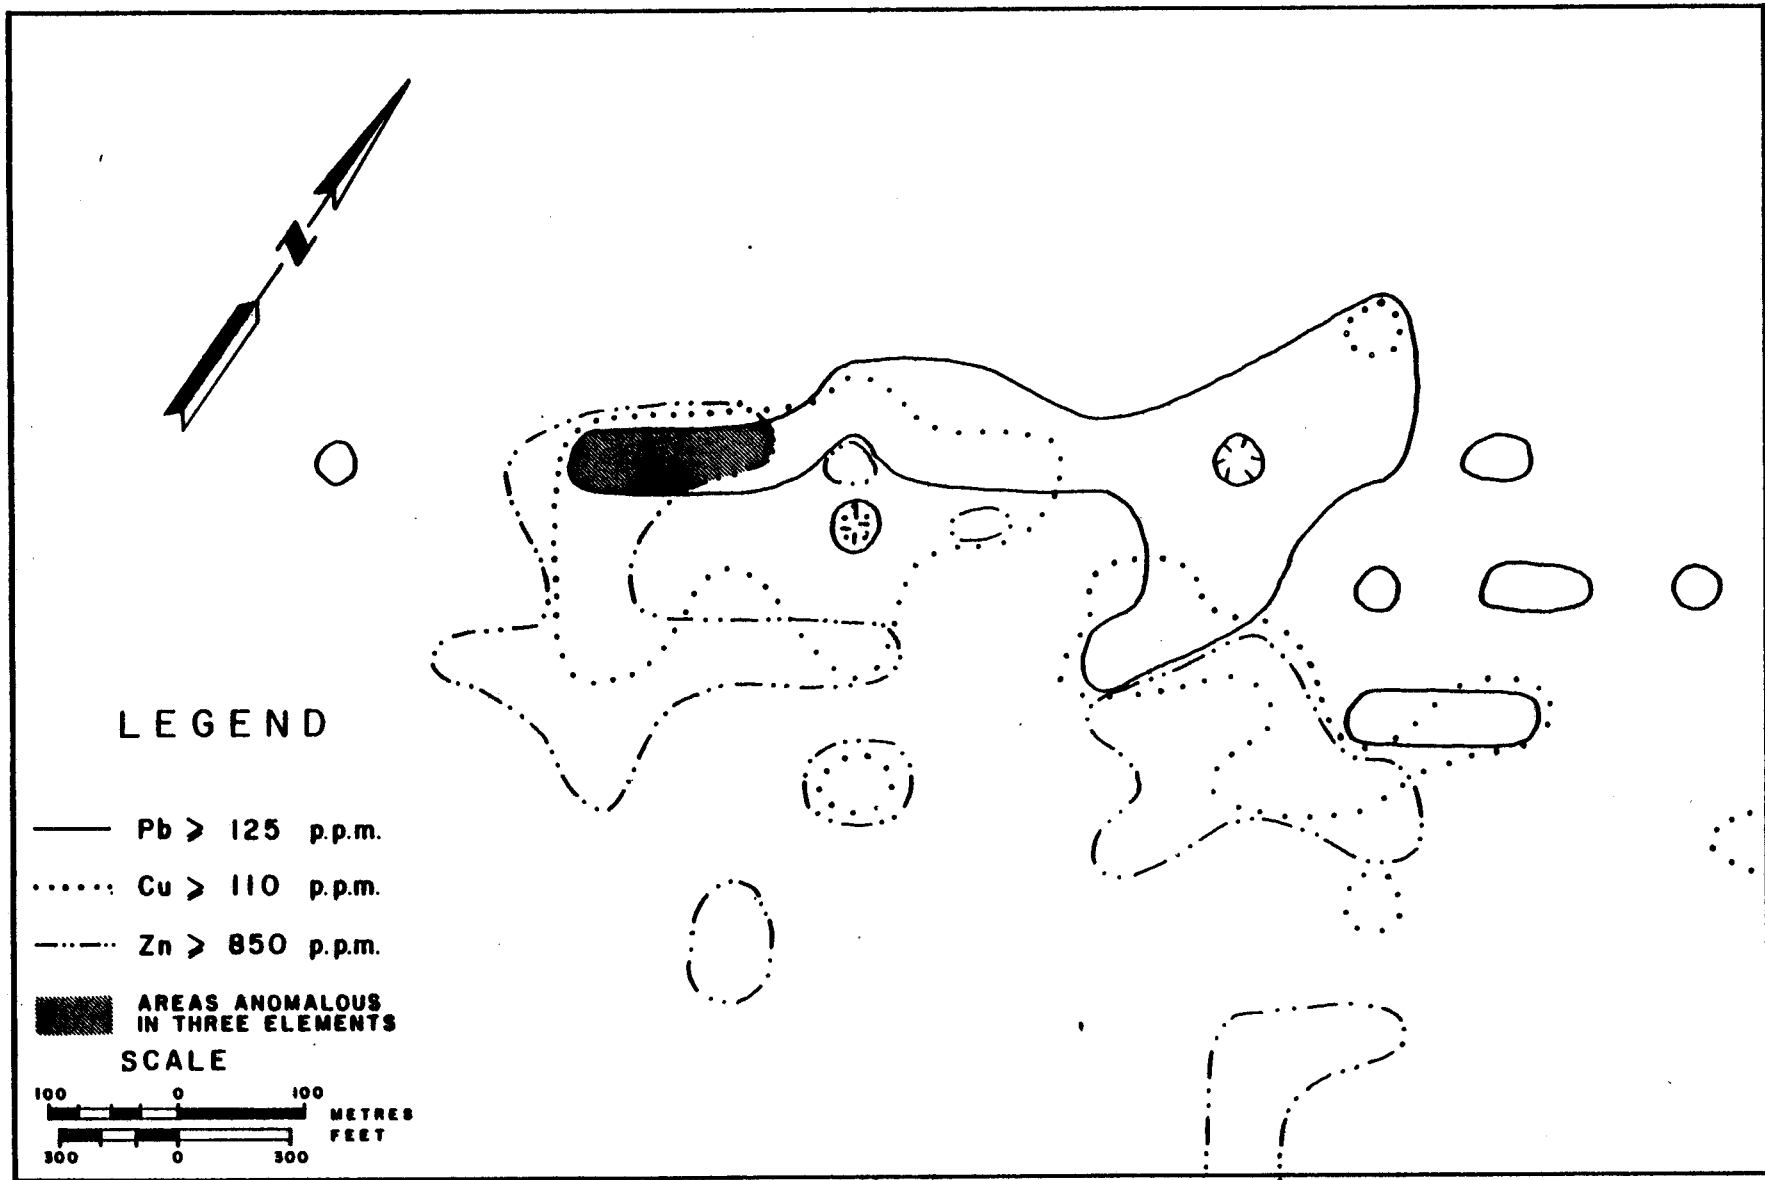 N
LEGEND
Pb ⩾ 125 p.p.m.
Cu ⩾ 110 p.p.m.
Zn ⩾ 850 p.p.m.
AREAS ANOMALOUS
IN THREE ELEMENTS
SCALE
100 0 100
METRES
FEET
300 0 300